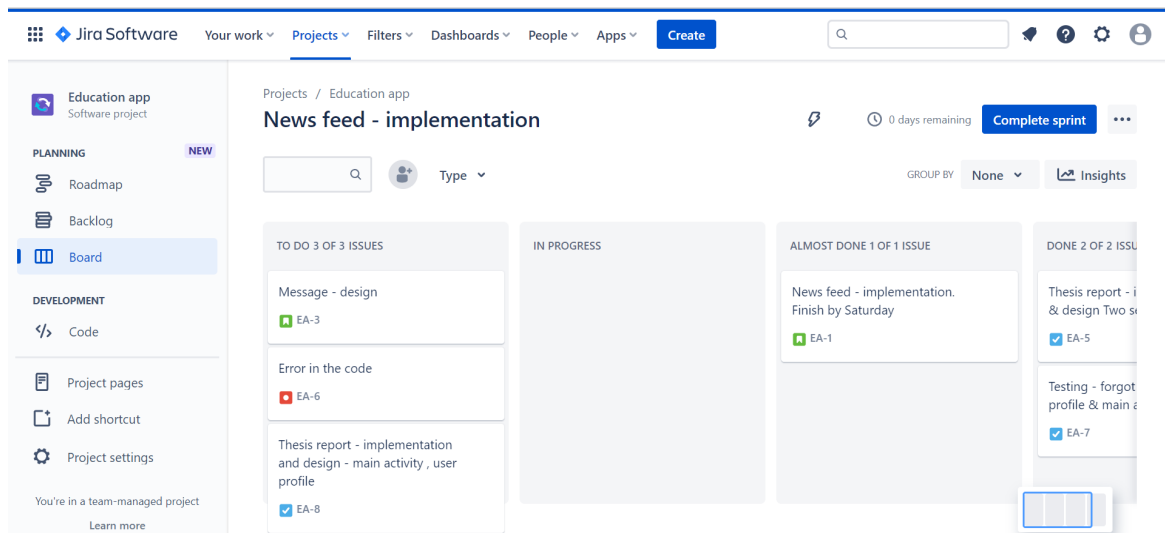 Jira Software Your work Projects Filters Dashboards People Apps Create
Education app
Software project
PLANNING NEW
Roadmap
Backlog
Board
DEVELOPMENT
Code
Project pages
Add shortcut
Project settings
You're in a team-managed project
Learn more
Projects / Education app
News feed - implementation
0 days remaining Complete sprint
Type
GROUP BY None Insights
TO DO 3 OF 3 ISSUES
Message - design
EA-3
Error in the code
EA-6
Thesis report - implementation
and design - main activity , user
profile
EA-8
IN PROGRESS
ALMOST DONE 1 OF 1 ISSUE
News feed - implementation.
Finish by Saturday
EA-1
DONE 2 OF 2 ISSU
Thesis report - i
& design Two
EA-5
Testing - forgot
profile & main
EA-7